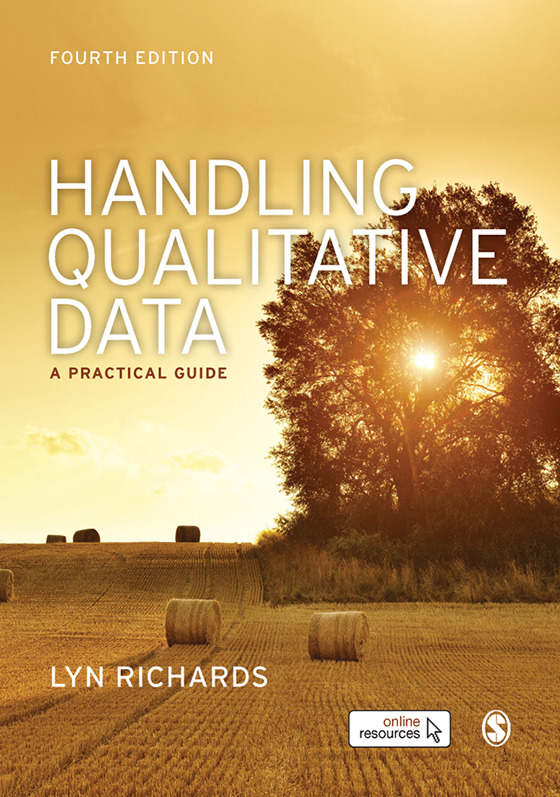 FOURTH EDITION
HANDLING
QUALITATIVE
DATA
A PRACTICAL GUIDE
LYN RICHARDS
online
resources
S